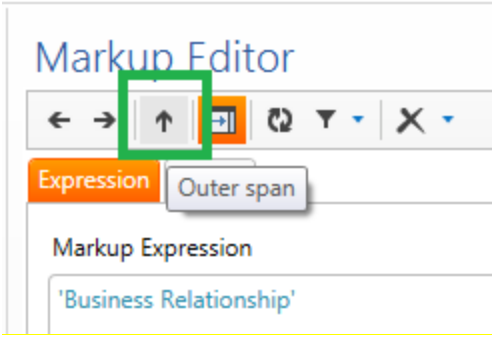 Markup Editor
Expression
Outer span
Markup Expression
'Business Relationship'